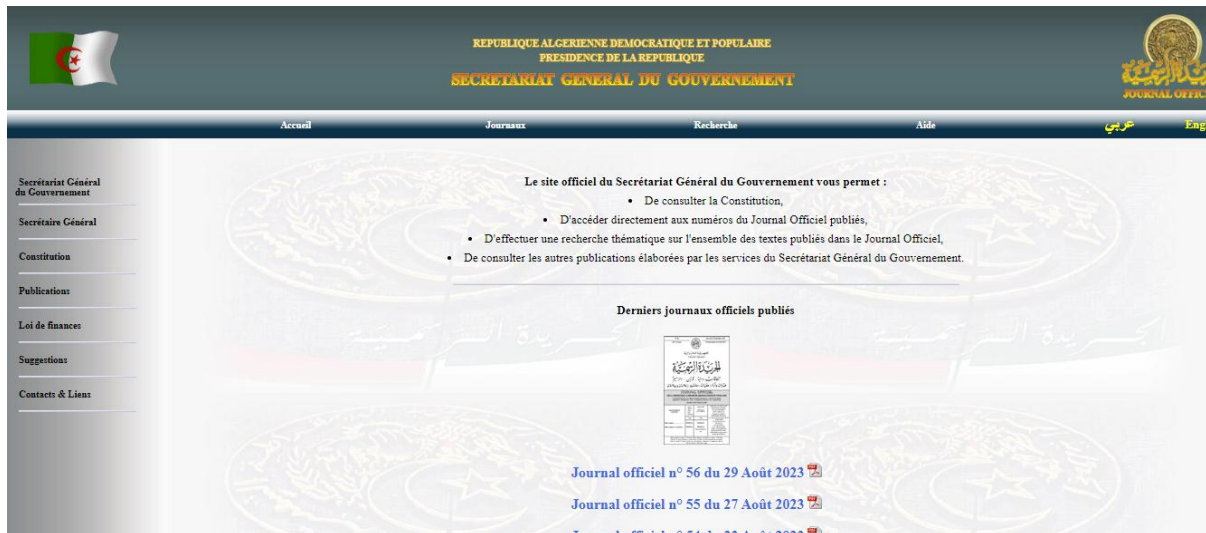 REPUBLIQUE ALGERIENNE DEMOCRATIQUE ET POPULAIRE
PRESIDENCE DE LA REPUBLIQUE
SECRETARIAT GENERAL DU GOUVERNEMENT
JOURNAL OFFIC
Accueil Journaux Recherche Aide عربي Eng
Secrétariat Général
du Gouvernement
Secrétaire Général
Constitution
Publications
Loi de finances
Suggestions
Contacts & Liens
Le site officiel du Secrétariat Général du Gouvernement vous permet :
• De consulter la Constitution,
• D'accéder directement aux numéros du Journal Officiel publiés,
• D'effectuer une recherche thématique sur l'ensemble des textes publiés dans le Journal Officiel,
• De consulter les autres publications élaborées par les services du Secrétariat Général du Gouvernement.
Derniers journaux officiels publiés
الجريدة الرسمية
Journal officiel n° 56 du 29 Août 2023
Journal officiel n° 55 du 27 Août 2023